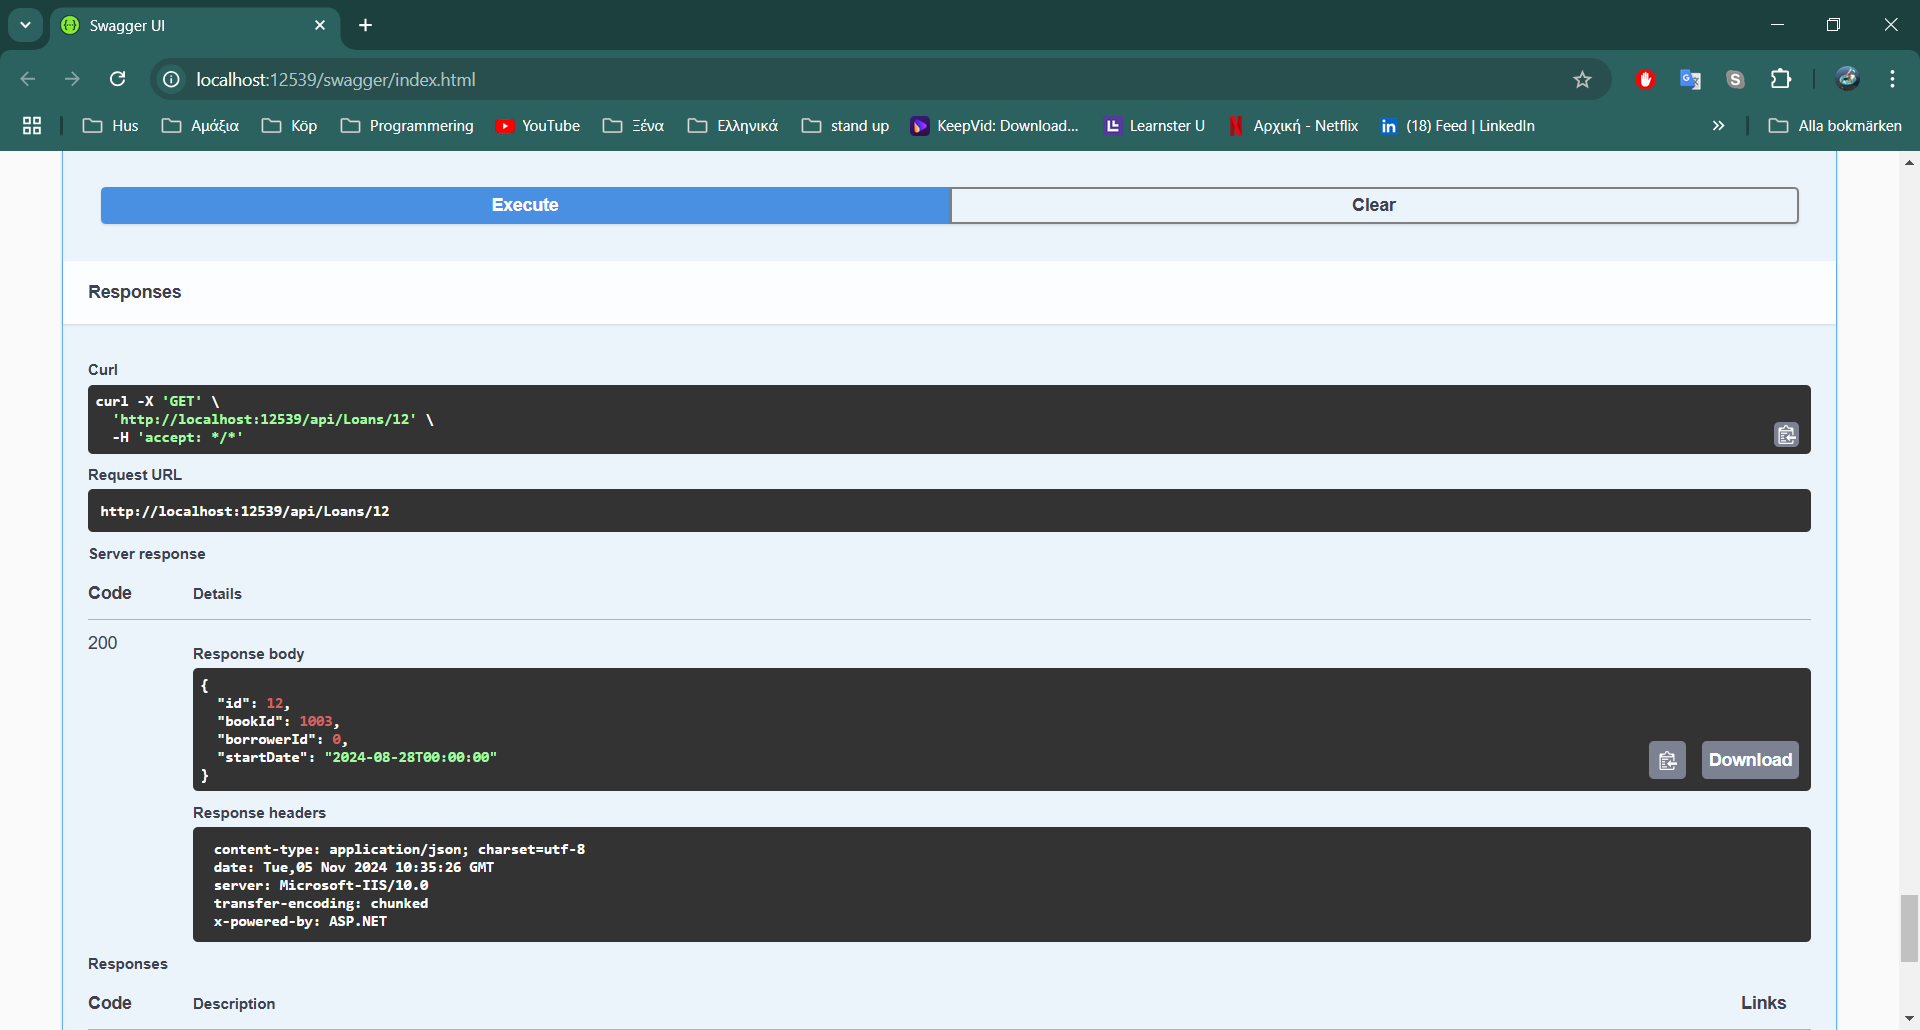 Swagger UI
localhost:12539/swagger/index.html
Hus
Αμάξια
Köp
Programmering
YouTube
Ξένα
Ελληνικά
stand up
KeepVid: Download...
Learnster U
Αρχική - Netflix
(18) Feed | LinkedIn
Alla bokmärken
Execute
Clear
Responses
Curl
curl -X 'GET' \
'http://localhost:12539/api/Loans/12' \
-H 'accept: */*'
Request URL
http://localhost:12539/api/Loans/12
Server response
Code
Details
200
Response body
{
"id": 12,
"bookId": 1003,
"borrowerId": 0,
"startDate": "2024-08-28T00:00:00"
}
Download
Response headers
content-type: application/json; charset=utf-8
date: Tue,05 Nov 2024 10:35:26 GMT
server: Microsoft-IIS/10.0
transfer-encoding: chunked
x-powered-by: ASP.NET
Responses
Code
Description
Links